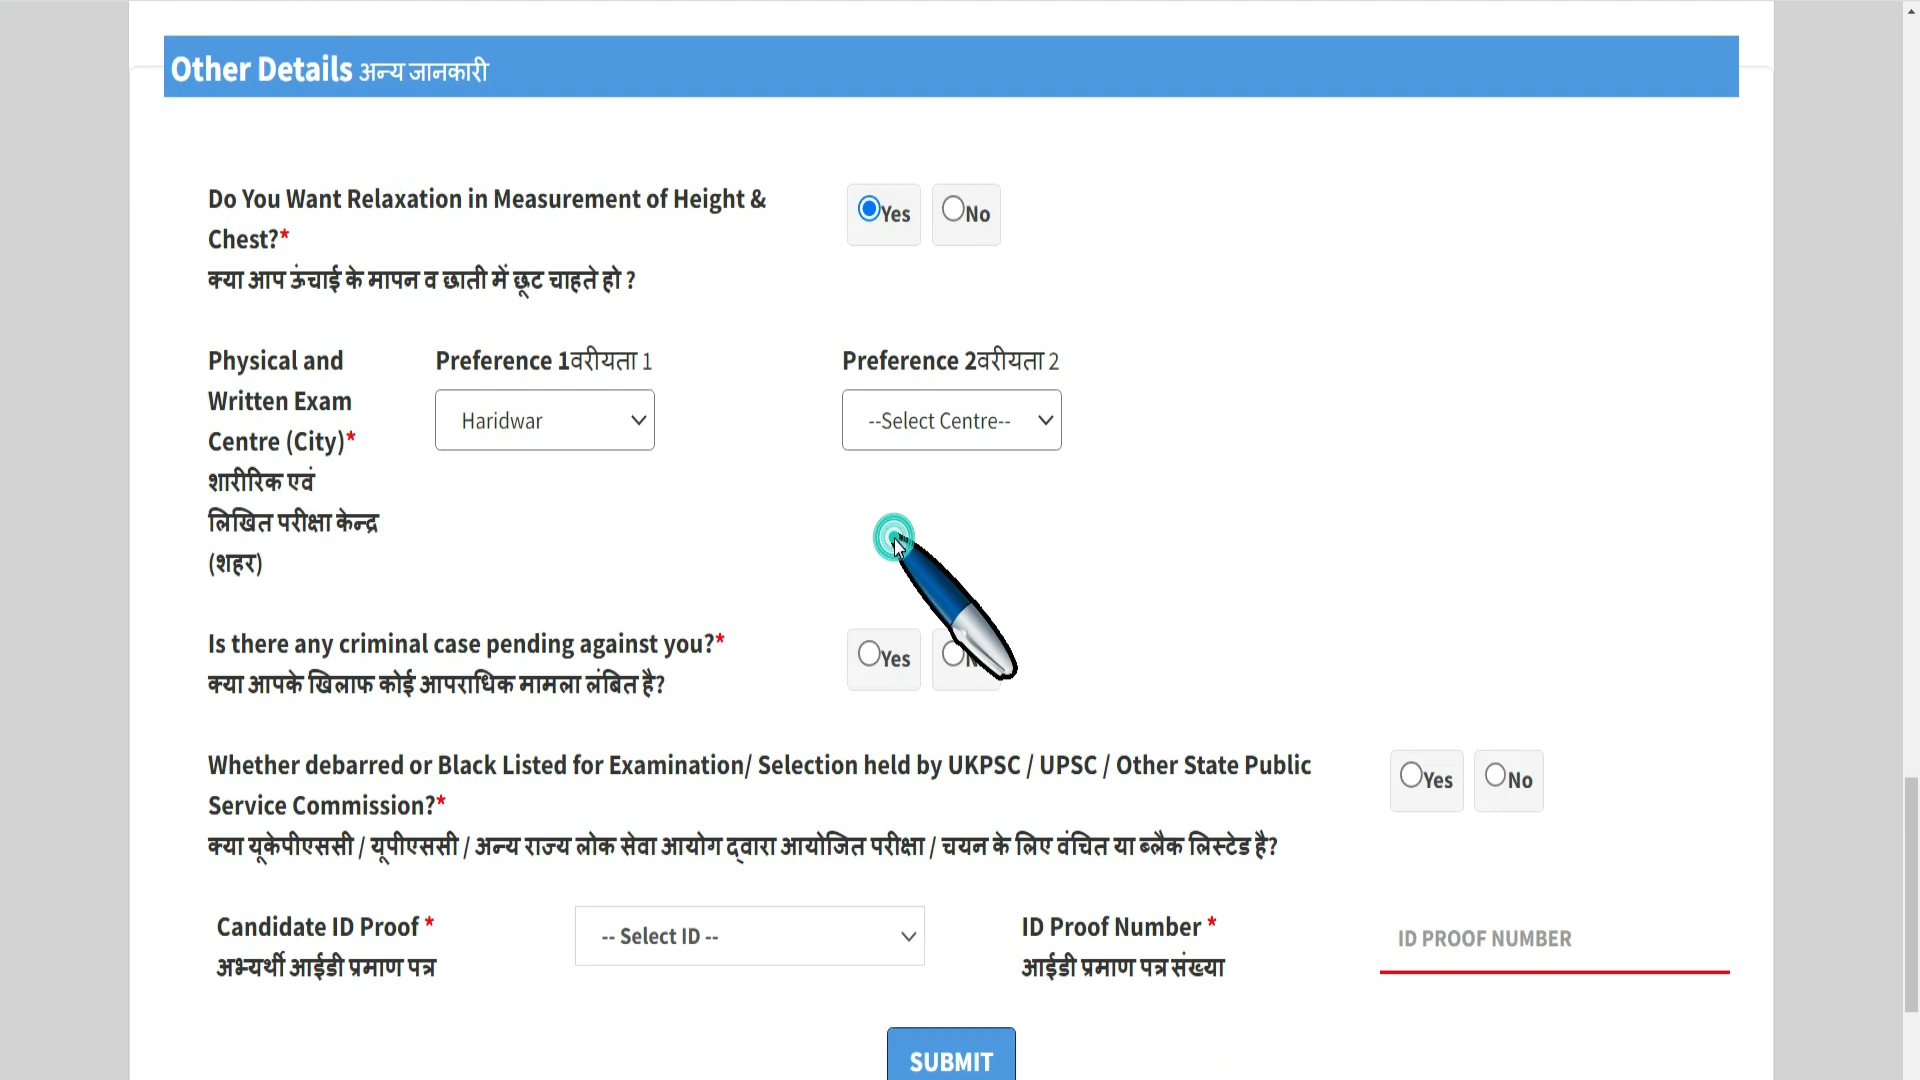 Other Details अन्य जानकारी
Do You Want Relaxation in Measurement of Height &
Chest?*
क्या आप ऊंचाई के मापन व छाती में छूट चाहते हो ?
Yes
No
Physical and
Written Exam
Centre (City)*
शारीरिक एवं
लिखित परीक्षा केन्द्र
(शहर)
Preference 1वरीयता 1
Haridwar
Preference 2वरीयता 2
--Select Centre--
Is there any criminal case pending against you?*
क्या आपके खिलाफ कोई आपराधिक मामला लंबित है?
Yes
Whether debarred or Black Listed for Examination/ Selection held by UKPSC / UPSC / Other State Public
Service Commission?*
क्या यूकेपीएससी / यूपीएससी / अन्य राज्य लोक सेवा आयोग द्वारा आयोजित परीक्षा / चयन के लिए वंचित या ब्लैक लिस्टेड है?
Yes
No
Candidate ID Proof *
अभ्यर्थी आईडी प्रमाण पत्र
-- Select ID --
ID Proof Number *
आईडी प्रमाण पत्र संख्या
ID PROOF NUMBER
SUBMIT